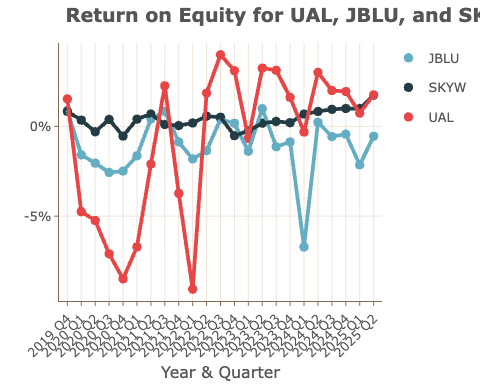 Return on Equity for UAL, JBLU, and SK
JBLU
SKYW
UAL
0%
-5%
2019 Q4
2020 Q1
2020 Q2
2020 Q3
2020 Q4
2021 Q1
2021 Q2
2021 Q3
2021 Q4
2022 Q1
2022 Q2
2022 Q3
2022 Q4
2023 Q1
2023 Q2
2023 Q3
2023 Q4
2024 Q1
2024 Q2
2024 Q3
2024 Q4
2025 Q1
2025 Q2
Year & Quarter